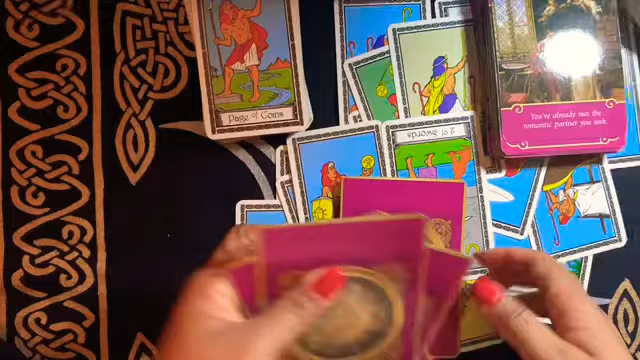 Page of Coins
2 of Swords
You've already met the
romantic partner you seek.